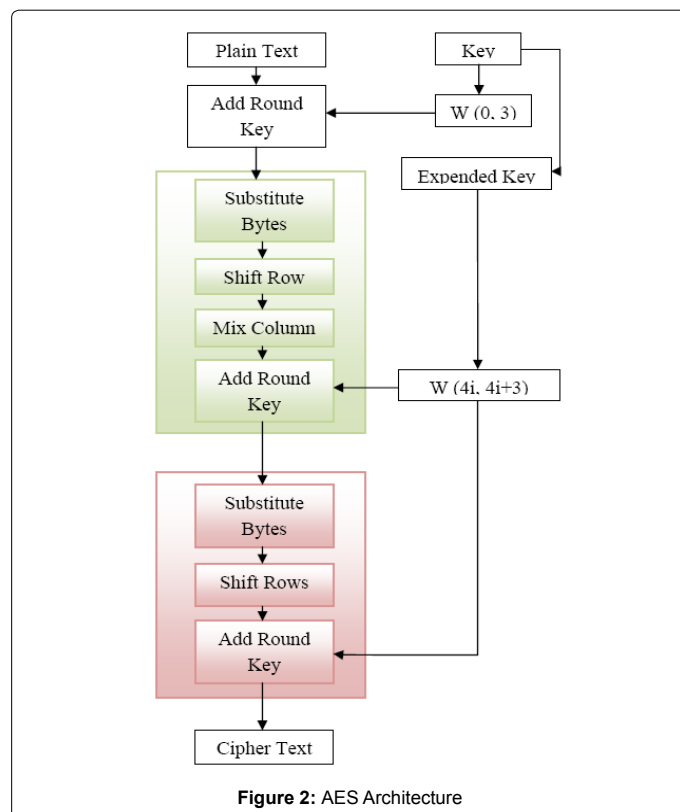 Plain Text
Key
Add Round
Key
W (0, 3)
Expended Key
Substitute
Bytes
Shift Row
Mix Column
Add Round
Key
W (4i, 4i+3)
Substitute
Bytes
Shift Rows
Add Round
Key
Cipher Text
Figure 2: AES Architecture